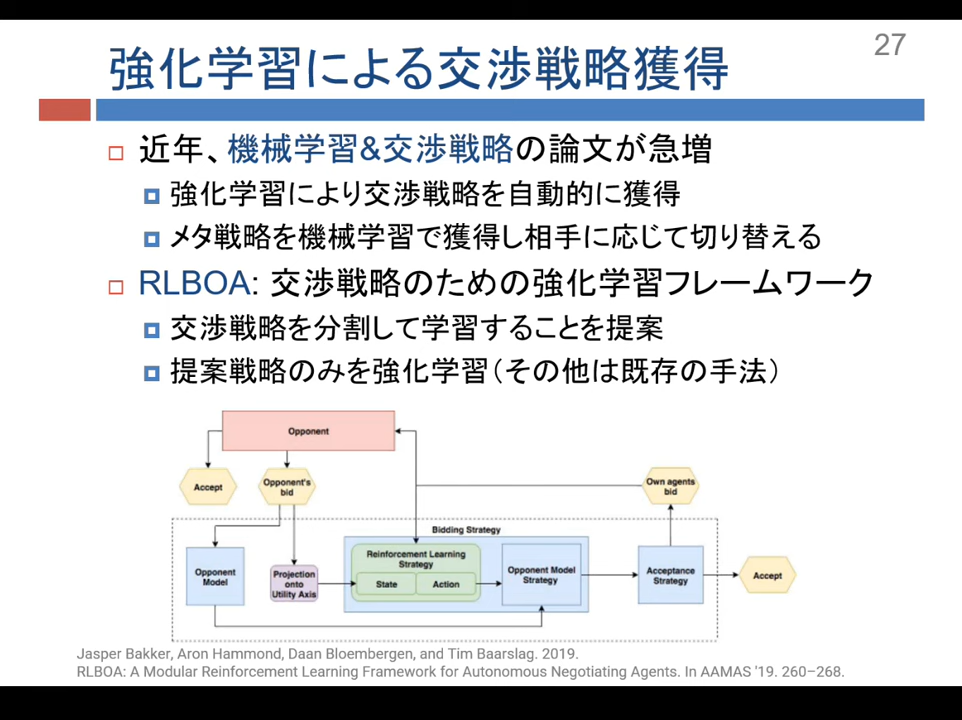 27
強化学習による交渉戦略獲得
近年、機械学習&交渉戦略の論文が急増
強化学習により交渉戦略を自動的に獲得
メタ戦略を機械学習で獲得し相手に応じて切り替える
RLBOA: 交渉戦略のための強化学習フレームワーク
交渉戦略を分割して学習することを提案
提案戦略のみを強化学習（その他は既存の手法）
Opponent
Accept
Opponent's
bid
Own agents
bid
Bidding Strategy
Opponent
Model
Projection
onto
Utility Axis
Reinforcement Learning
Strategy
State
Action
Opponent Model
Strategy
Acceptance
Strategy
Accept
Jasper Bakker, Aron Hammond, Daan Bloembergen, and Tim Baarslag. 2019.
RLBOA: A Modular Reinforcement Learning Framework for Autonomous Negotiating Agents. In AAMAS '19. 260–268.